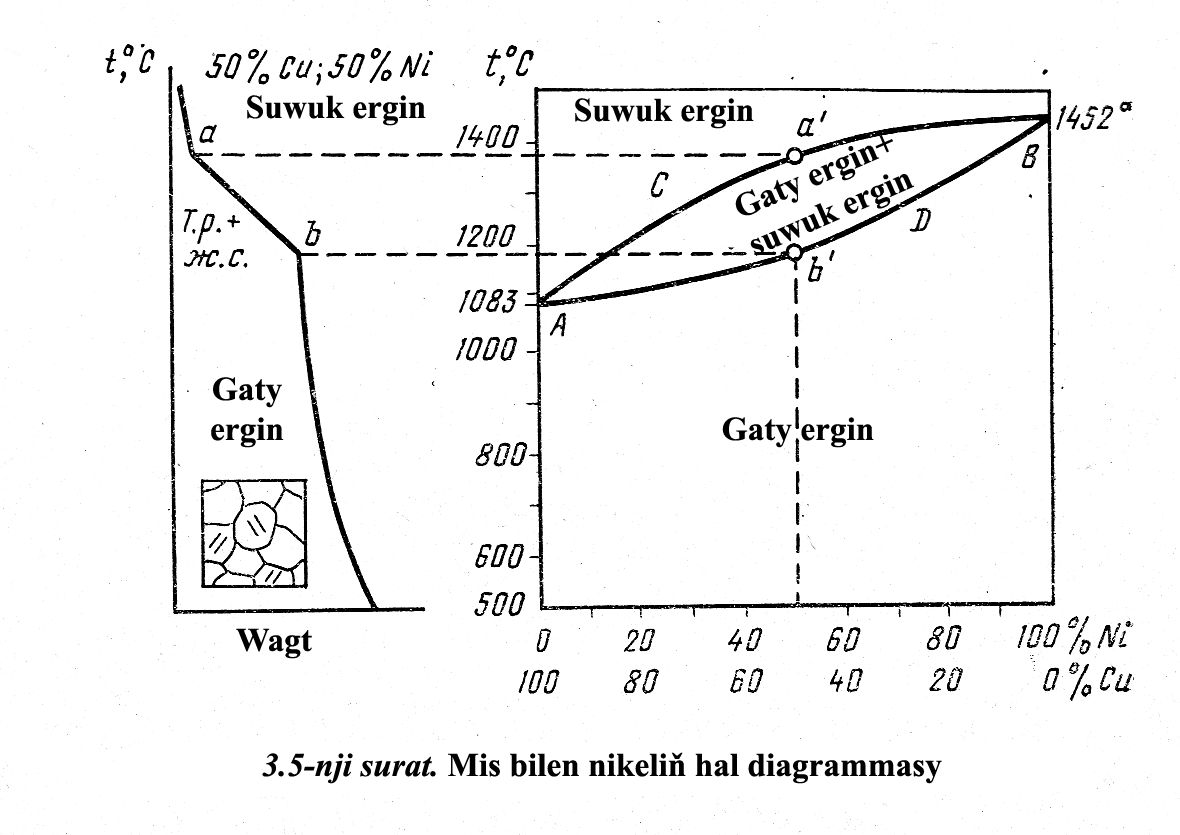 t,°C
50% Cu; 50% Ni
Suwuk ergin
a
Т.р.+
ж.с.
b
Gaty
ergin
Wagt
t,°C
1400
1200
1083
1000
800
600
500
Suwuk ergin
a'
1452°
C
Gaty ergin+
suwuk ergin
B
D
b'
A
Gaty ergin
0 20 40 60 80 100 % Ni
100 80 60 40 20 0 % Cu
3.5-nji surat. Mis bilen nikeliň hal diagrammasy